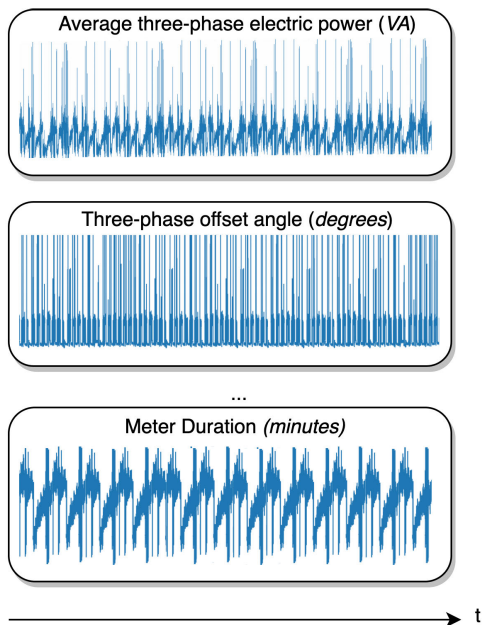 Average three-phase electric power (VA)
Three-phase offset angle (degrees)
...
Meter Duration (minutes)
t